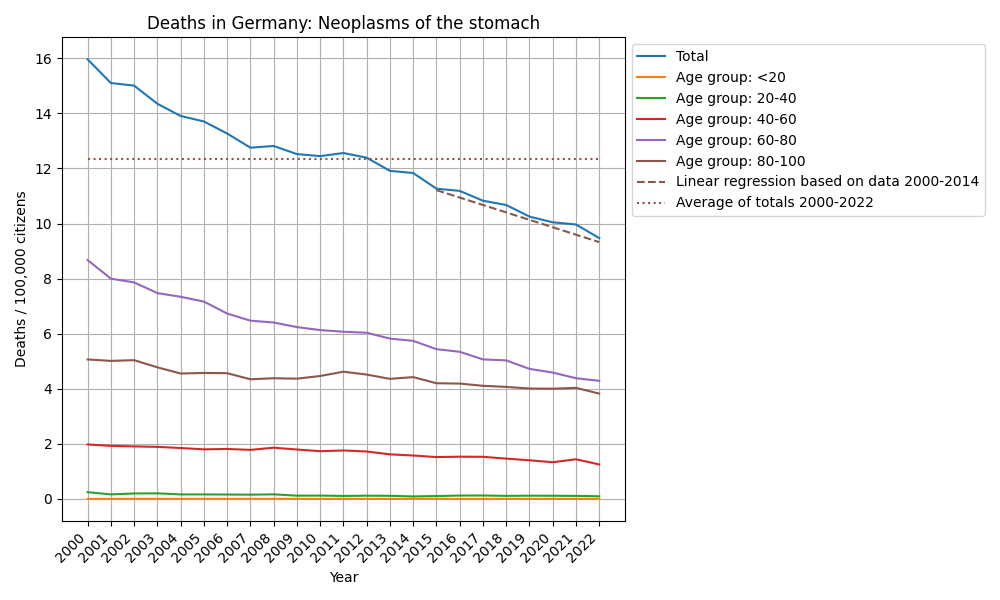 Deaths in Germany: Neoplasms of the stomach
Deaths / 100,000 citizens
16
14
12
10
8
6
4
2
0
2000
2001
2002
2003
2004
2005
2006
2007
2008
2009
2010
2011
2012
2013
2014
2015
2016
2017
2018
2019
2020
2021
2022
Year
Total
Age group: <20
Age group: 20-40
Age group: 40-60
Age group: 60-80
Age group: 80-100
Linear regression based on data 2000-2014
Average of totals 2000-2022